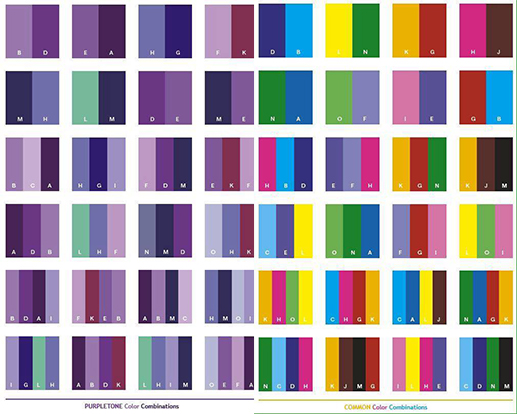 B D E A H G F K
M H L M D E M E
B C A H G I F D M E K F
A D B L H F N M D O H K
B D A I F K E B A B M C H M O I
I G L H A B D K L H I M O E F A
PURPLETONE Color Combinations
D B L N K G H J
N A O F I E G B
H B D E F H K G N K J M
C E L O N A F G I L O I
K H O L C H G K C A L J N A G K
N C D H K J M G I L H E C D N M
COMMON Color Combinations